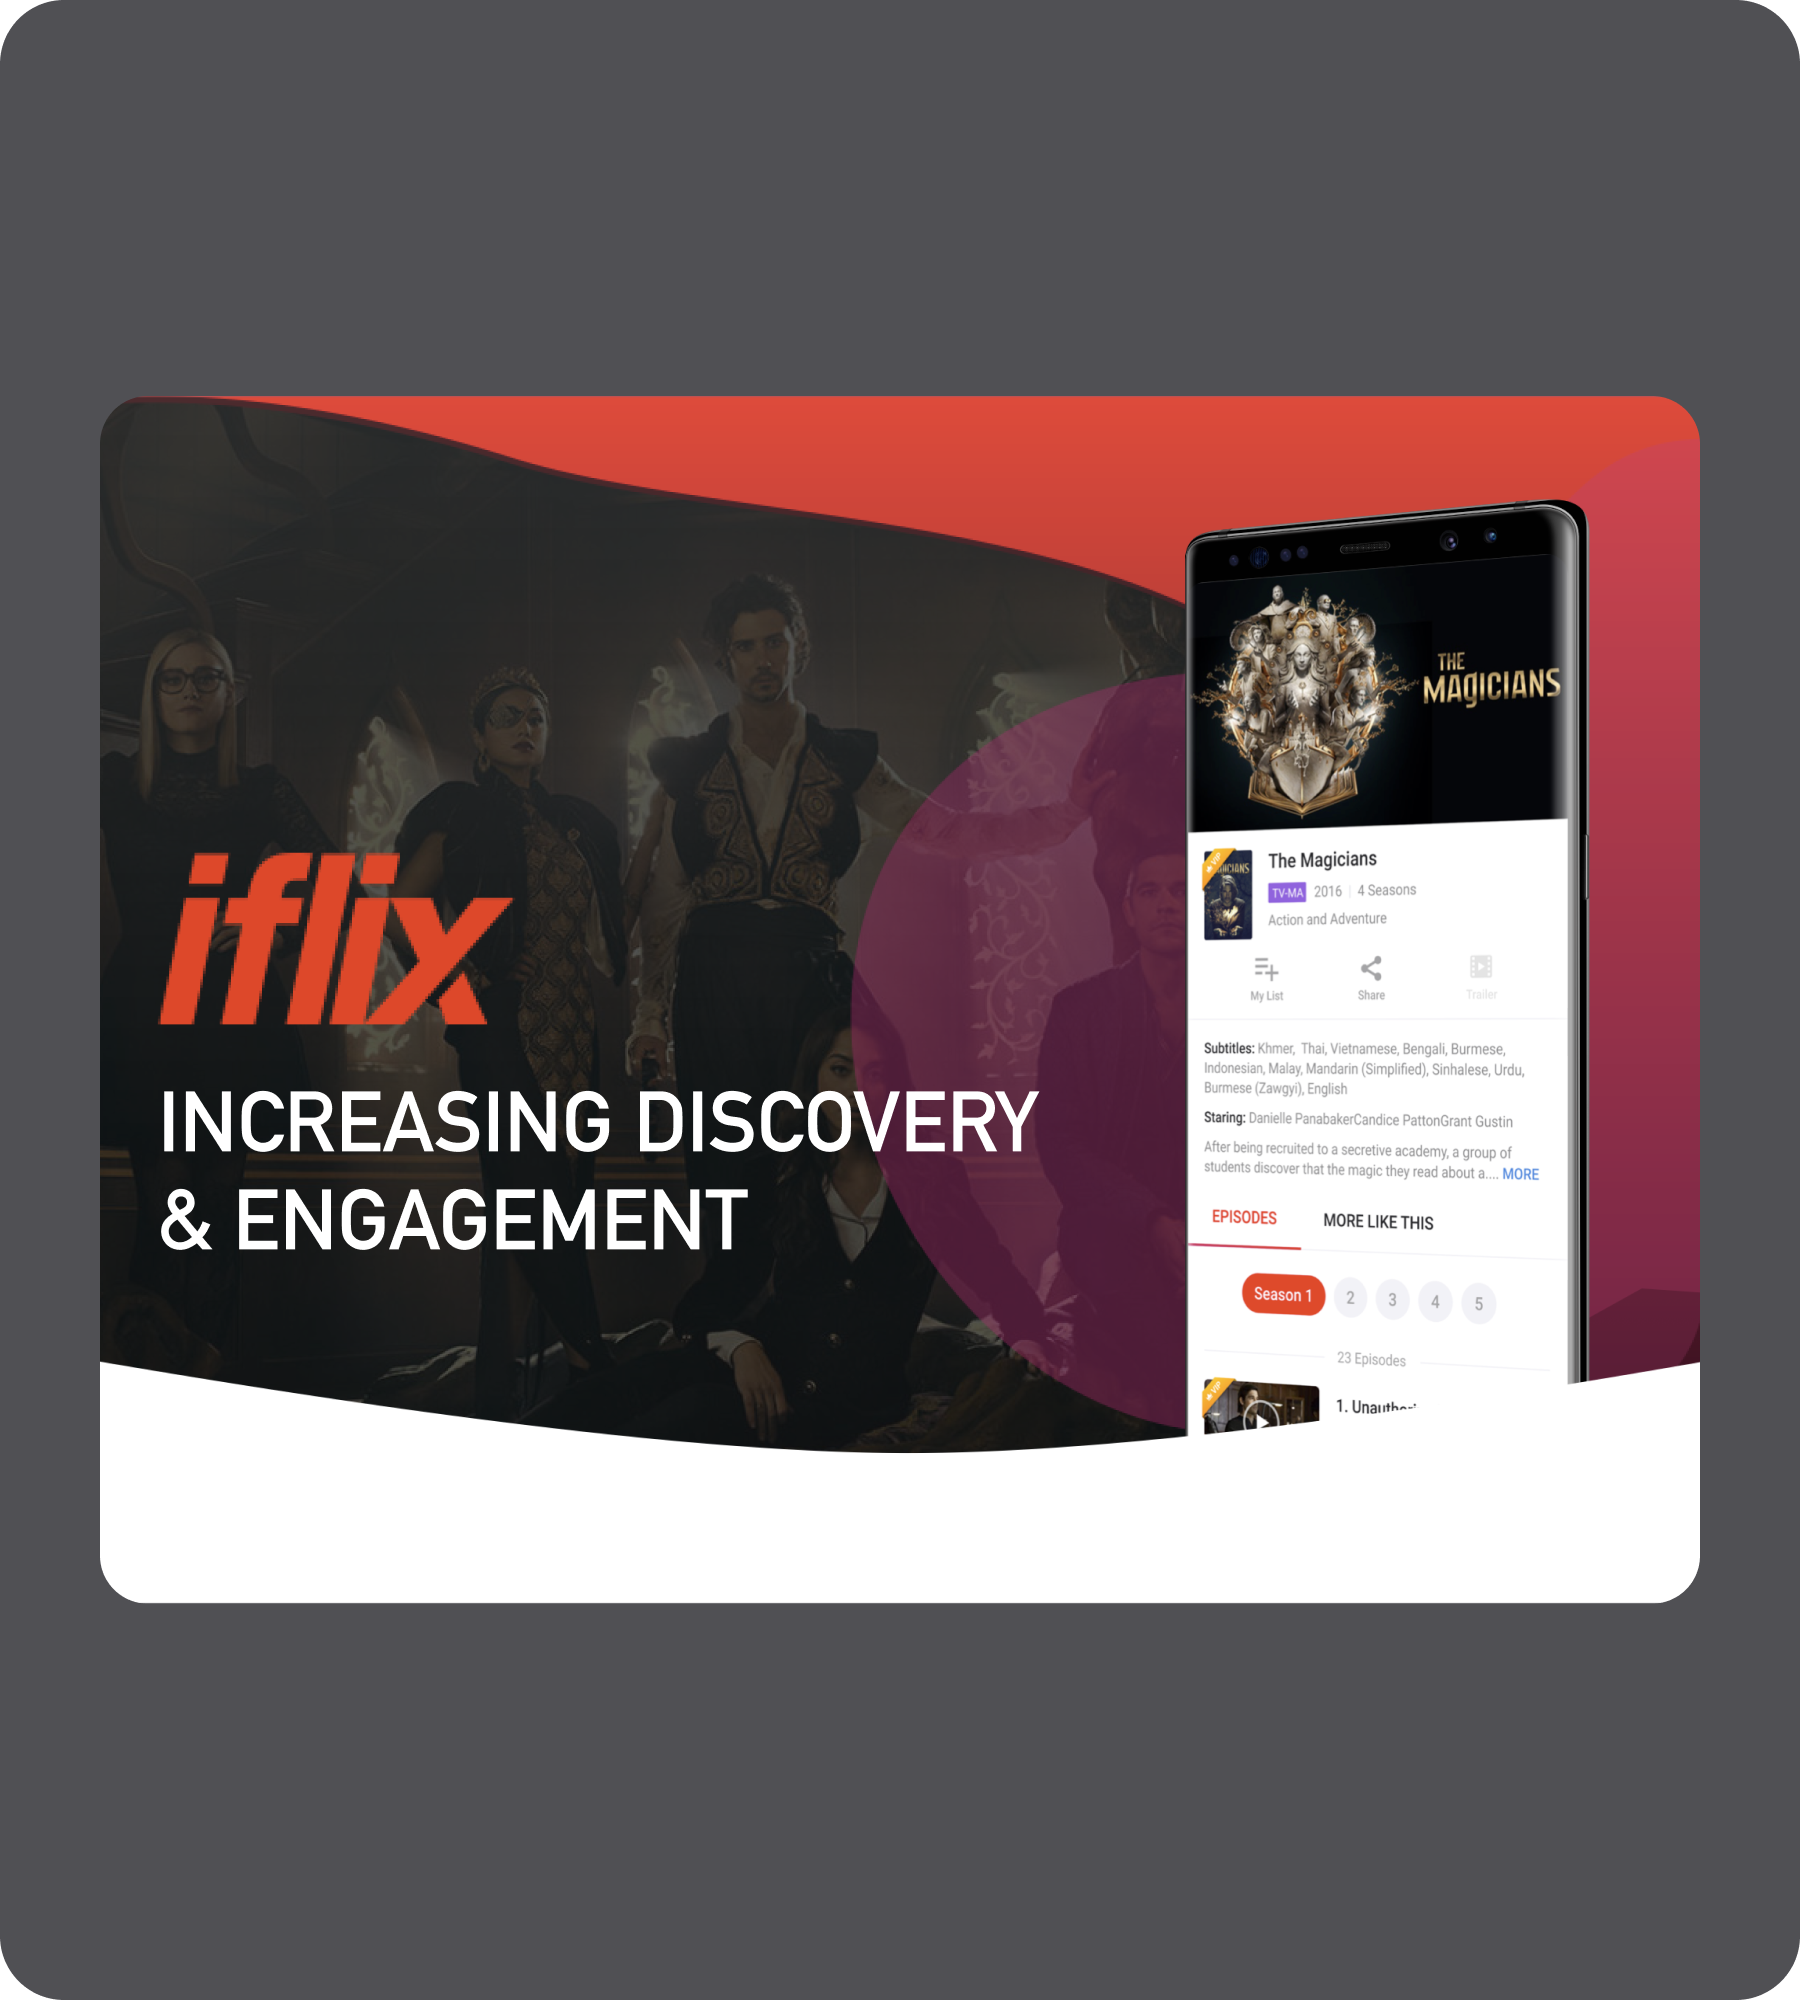 iflix
INCREASING DISCOVERY
& ENGAGEMENT
THE
MAGICIANS
The Magicians
TV-MA 2016 | 4 Seasons
Action and Adventure
My List
Share
Trailer
Subtitles: Khmer, Thai, Vietnamese, Bengali, Burmese,
Indonesian, Malay, Mandarin (Simplified), Sinhalese, Urdu,
Burmese (Zawgyi), English
Staring: Danielle PanabakerCandice PattonGrant Gustin
After being recruited to a secretive academy, a group of
students discover that the magic they read about a.... MORE
EPISODES
MORE LIKE THIS
Season 1
2
3
4
5
23 Episodes
1.